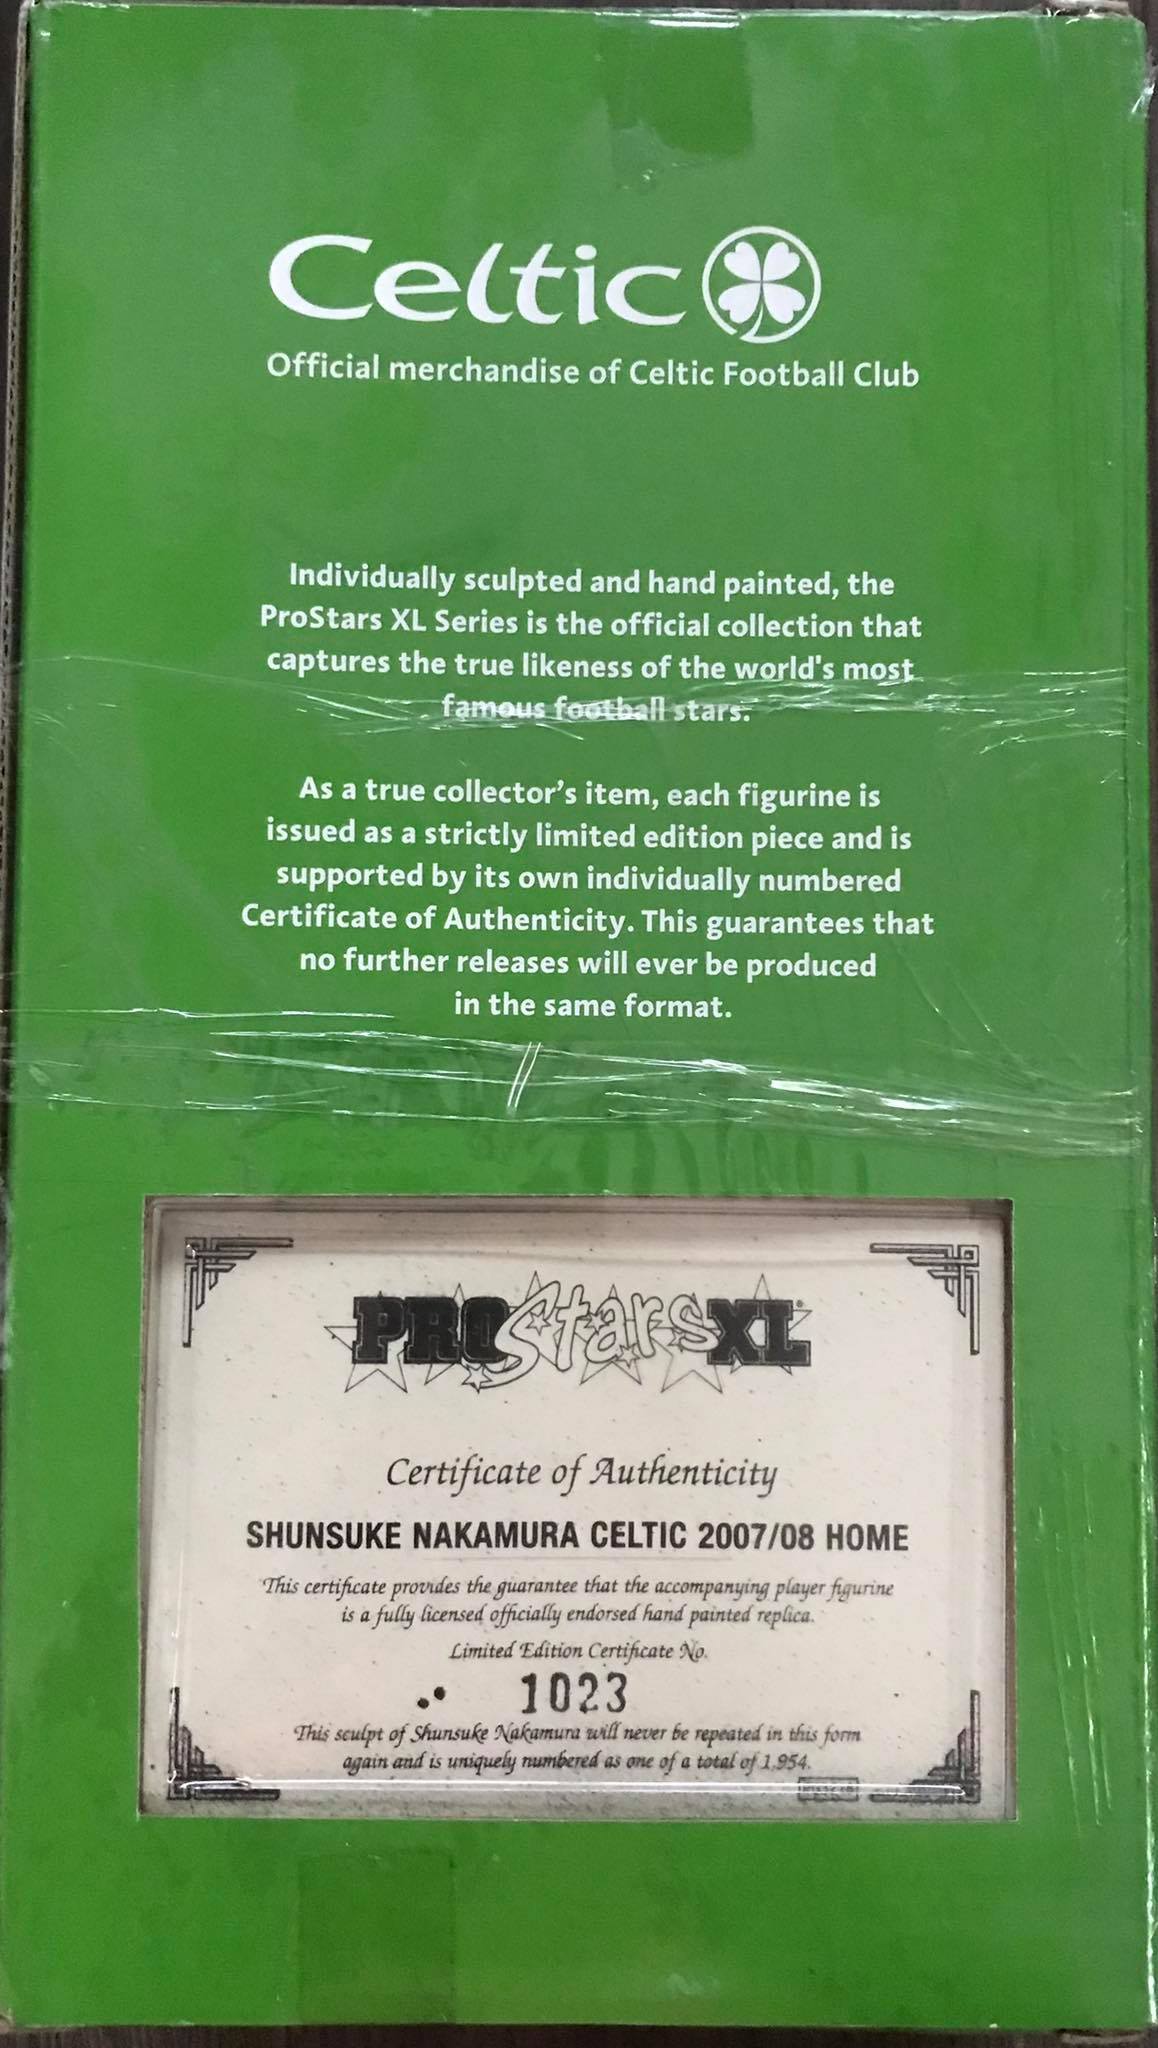 Celtic
Official merchandise of Celtic Football Club
Individually sculpted and hand painted, the
ProStars XL Series is the official collection that
captures the true likeness of the world's most
famous football stars.
As a true collector's item, each figurine is
issued as a strictly limited edition piece and is
supported by its own individually numbered
Certificate of Authenticity. This guarantees that
no further releases will ever be produced
in the same format.
PROStarsXL®
Certificate of Authenticity
SHUNSUKE NAKAMURA CELTIC 2007/08 HOME
This certificate provides the guarantee that the accompanying player figurine
is a fully licensed officially endorsed hand painted replica.
Limited Edition Certificate No.
1023
This sculpt of Shunsuke Nakamura will never be repeated in this form
again and is uniquely numbered as one of a total of 1,954.